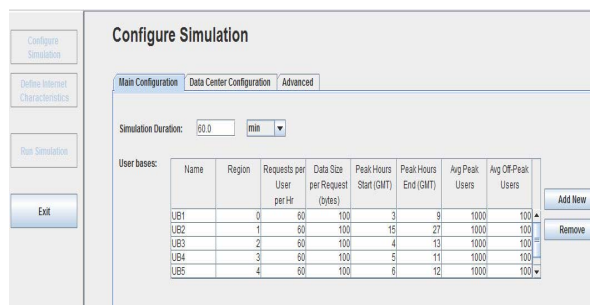 Configure Simulation
Configure
Simulation
Define Internet
Characteristics
Run Simulation
Exit
Main Configuration Data Center Configuration Advanced
Simulation Duration: 60.0 min
User bases:
Name Region Requests per User per Hr Data Size per Request (bytes) Peak Hours Start (GMT) Peak Hours End (GMT) Avg Peak Users Avg Off-Peak Users
UB1 0 60 100 3 9 1000 100
UB2 1 60 100 15 27 1000 100
UB3 2 60 100 4 13 1000 100
UB4 3 60 100 5 11 1000 100
UB5 4 60 100 6 12 1000 100
Add New
Remove